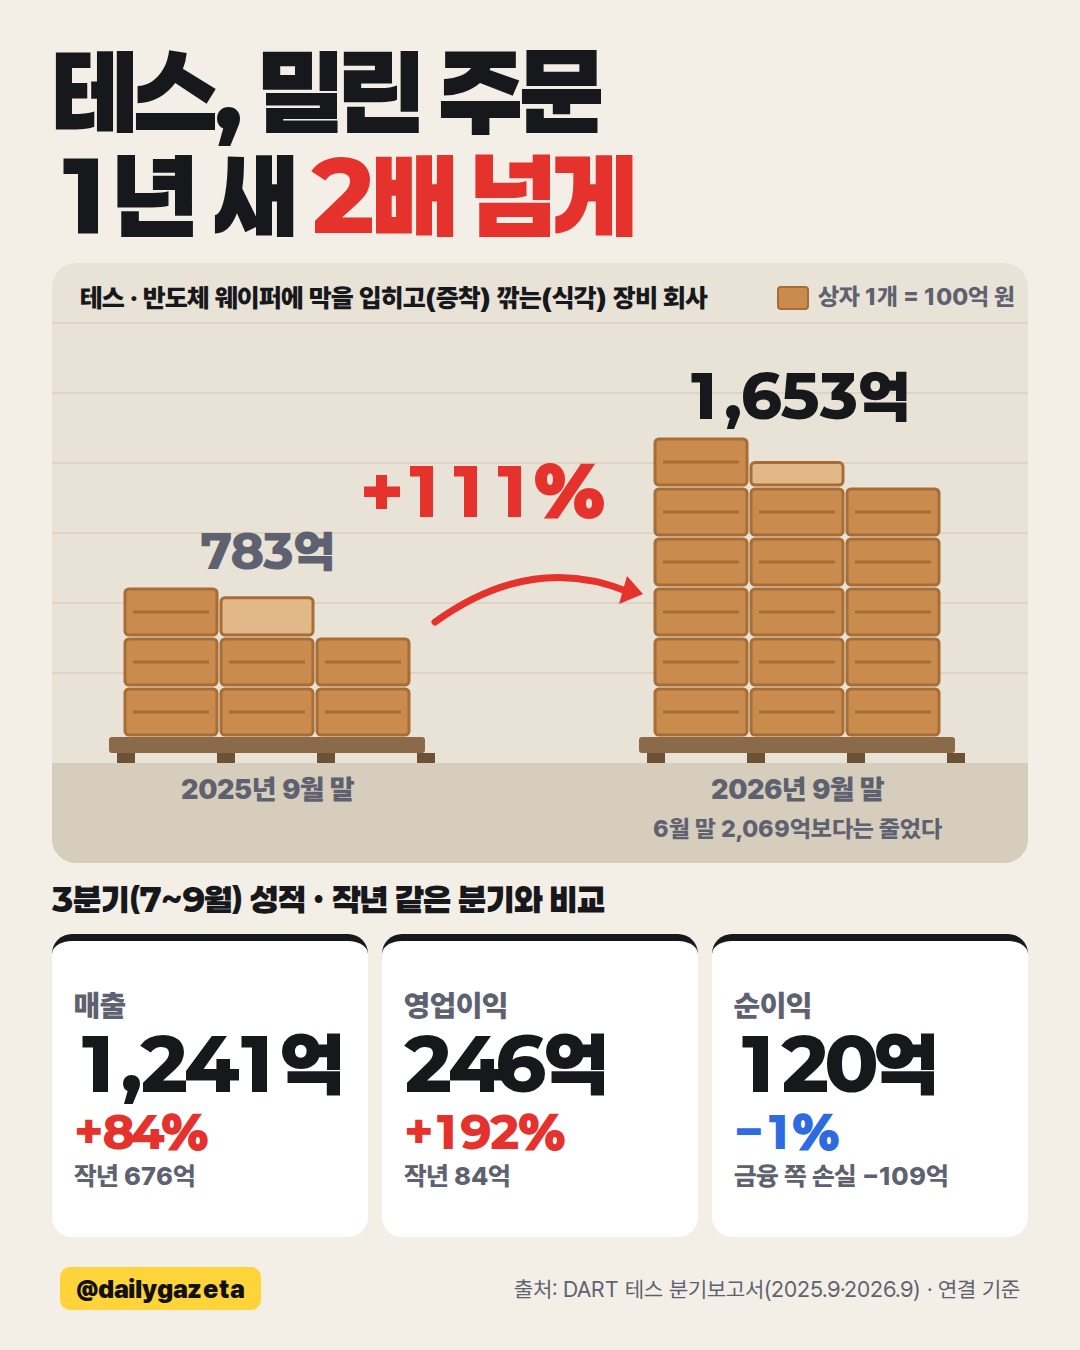 테스, 밀린 주문
1년 새 2배 넘게
테스 · 반도체 웨이퍼에 막을 입히고(증착) 깎는(식각) 장비 회사
상자 1개 = 100억 원
1,653억
+111%
783억
2025년 9월 말
2026년 9월 말
6월 말 2,069억보다는 줄었다
3분기(7~9월) 성적 · 작년 같은 분기와 비교
매출
1,241억
+84%
작년 676억
영업이익
246억
+192%
작년 84억
순이익
120억
−1%
금융 쪽 손실 −109억
@dailygazeta
출처: DART 테스 분기보고서(2025.9·2026.9) · 연결 기준